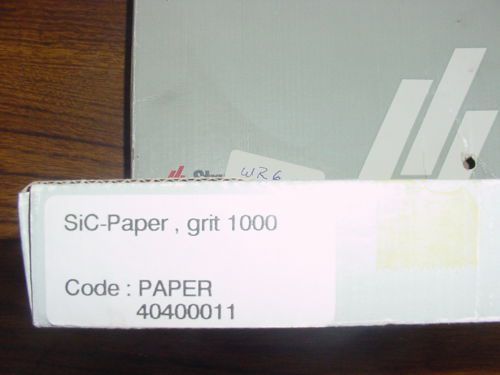 WR6
SiC-Paper , grit 1000
Code : PAPER
40400011